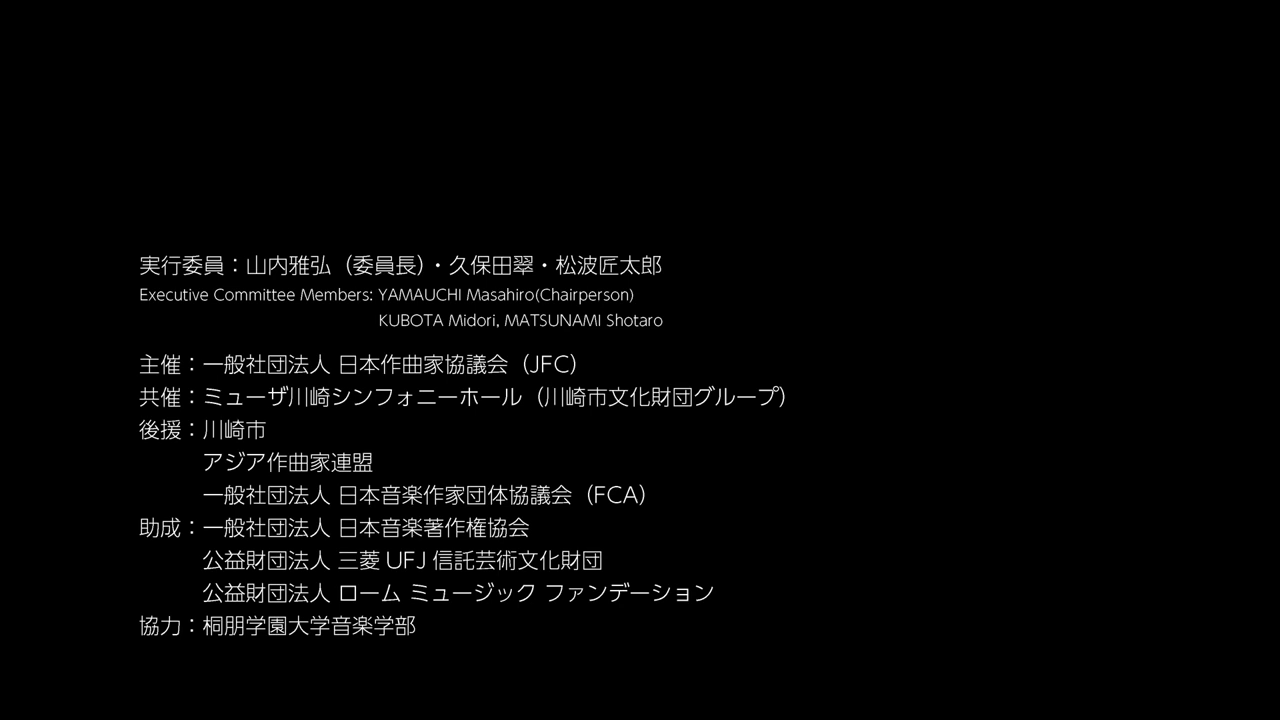 実行委員：山内雅弘（委員長）・久保田翠・松波匠太郎
Executive Committee Members: YAMAUCHI Masahiro(Chairperson)
KUBOTA Midori, MATSUNAMI Shotaro
主催：一般社団法人 日本作曲家協議会（JFC）
共催：ミューザ川崎シンフォニーホール（川崎市文化財団グループ）
後援：川崎市
アジア作曲家連盟
一般社団法人 日本音楽作家団体協議会（FCA）
助成：一般社団法人 日本音楽著作権協会
公益財団法人 三菱 UFJ 信託芸術文化財団
公益財団法人 ローム ミュージック ファンデーション
協力：桐朋学園大学音楽学部